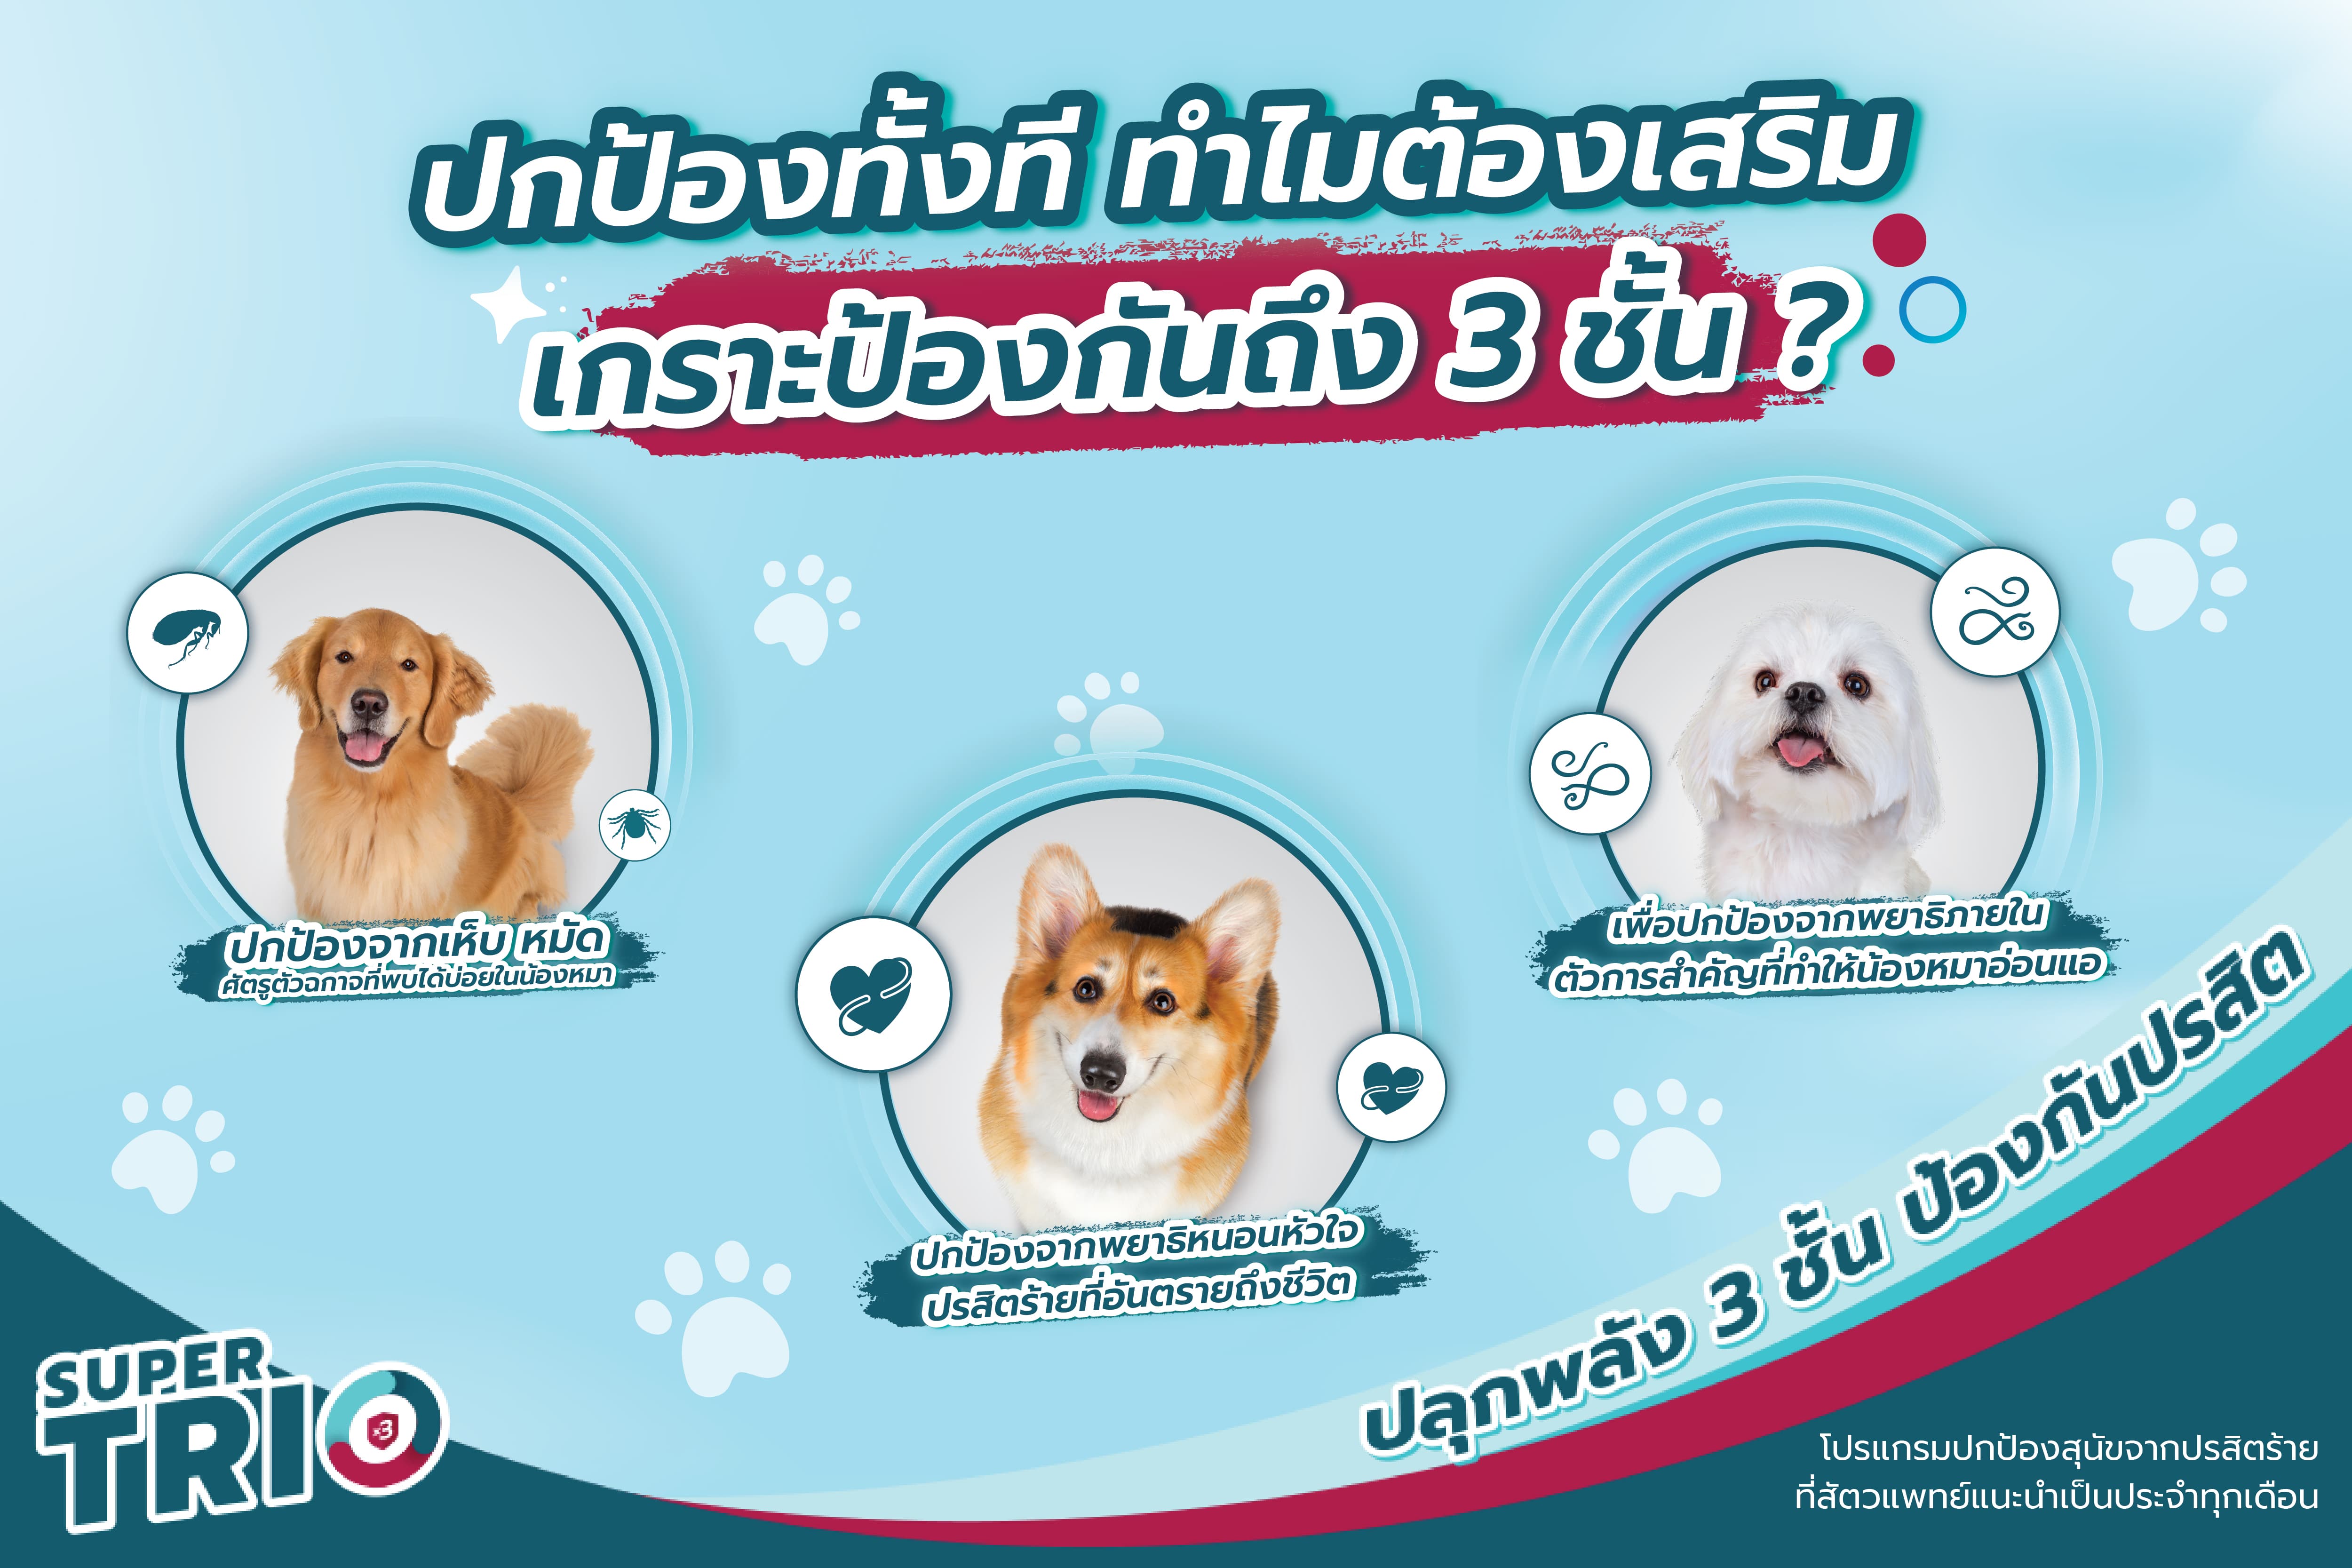 ปกป้องทั้งที ทำไมต้องเสริม
เกราะป้องกันถึง 3 ชั้น ?
ปกป้องจากเห็บ หมัด
ศัตรูตัวฉกาจที่พบได้บ่อยในน้องหมา
ปกป้องจากพยาธิหนอนหัวใจ
ปรสิตร้ายที่อันตรายถึงชีวิต
เพื่อปกป้องจากพยาธิภายใน
ตัวการสำคัญที่ทำให้น้องหมาอ่อนแอ
ปลุกพลัง 3 ชั้น ป้องกันปรสิต
SUPER
TRIO
x3
โปรแกรมปกป้องสุนัขจากปรสิตร้าย
ที่สัตวแพทย์แนะนำเป็นประจำทุกเดือน